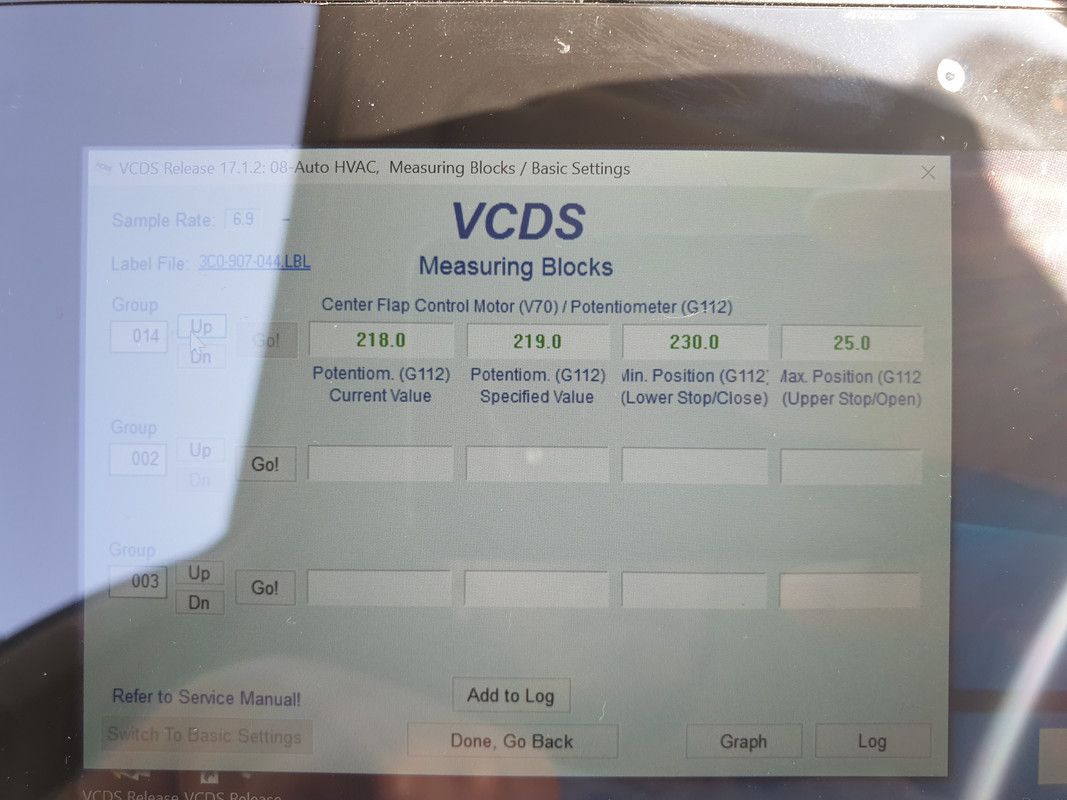 VCDS Release 17.1.2: 08-Auto HVAC, Measuring Blocks / Basic Settings
Sample Rate: 6.9
VCDS
Label File: 3C0-907-044.LBL
Measuring Blocks
Group
Center Flap Control Motor (V70) / Potentiometer (G112)
014 Up Go! 218.0 219.0 230.0 25.0
Dn
Potentiom. (G112) Potentiom. (G112) Min. Position (G112) Max. Position (G112
Current Value Specified Value (Lower Stop/Close) (Upper Stop/Open)
Group
002 Up Go!
Dn
Group
003 Up Go!
Dn
Refer to Service Manual!
Add to Log
Switch To Basic Settings Done, Go Back Graph Log
VCDS Release VCDS Release